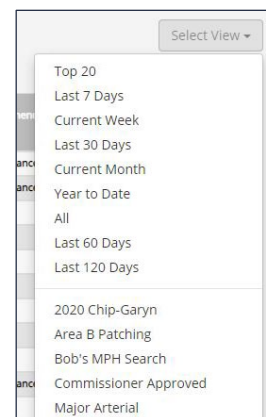 Select View
Top 20
Last 7 Days
Current Week
Last 30 Days
Current Month
Year to Date
All
Last 60 Days
Last 120 Days
2020 Chip-Garyn
Area B Patching
Bob's MPH Search
Commissioner Approved
Major Arterial